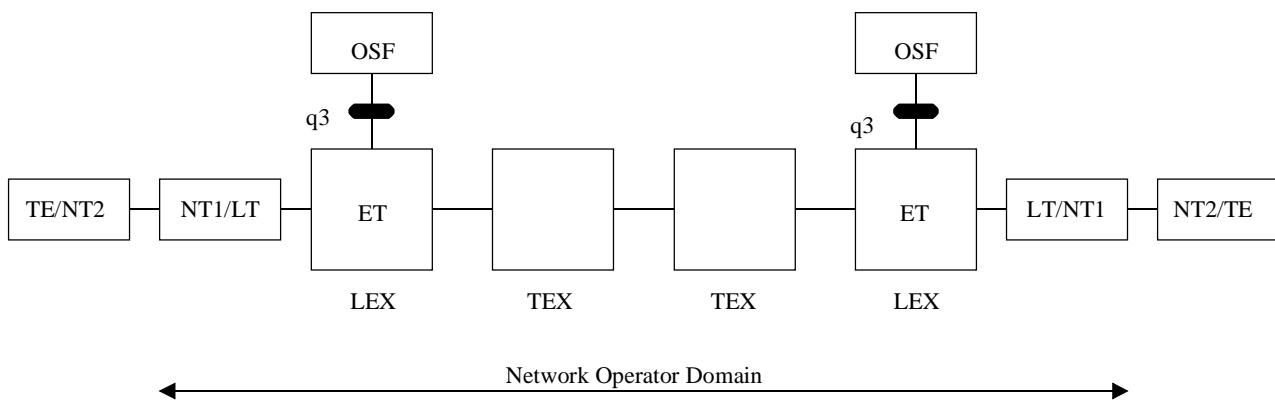 OSF
OSF
q3
q3
TE/NT2
NT1/LT
ET
ET
LT/NT1
NT2/TE
LEX
TEX
TEX
LEX
Network Operator Domain